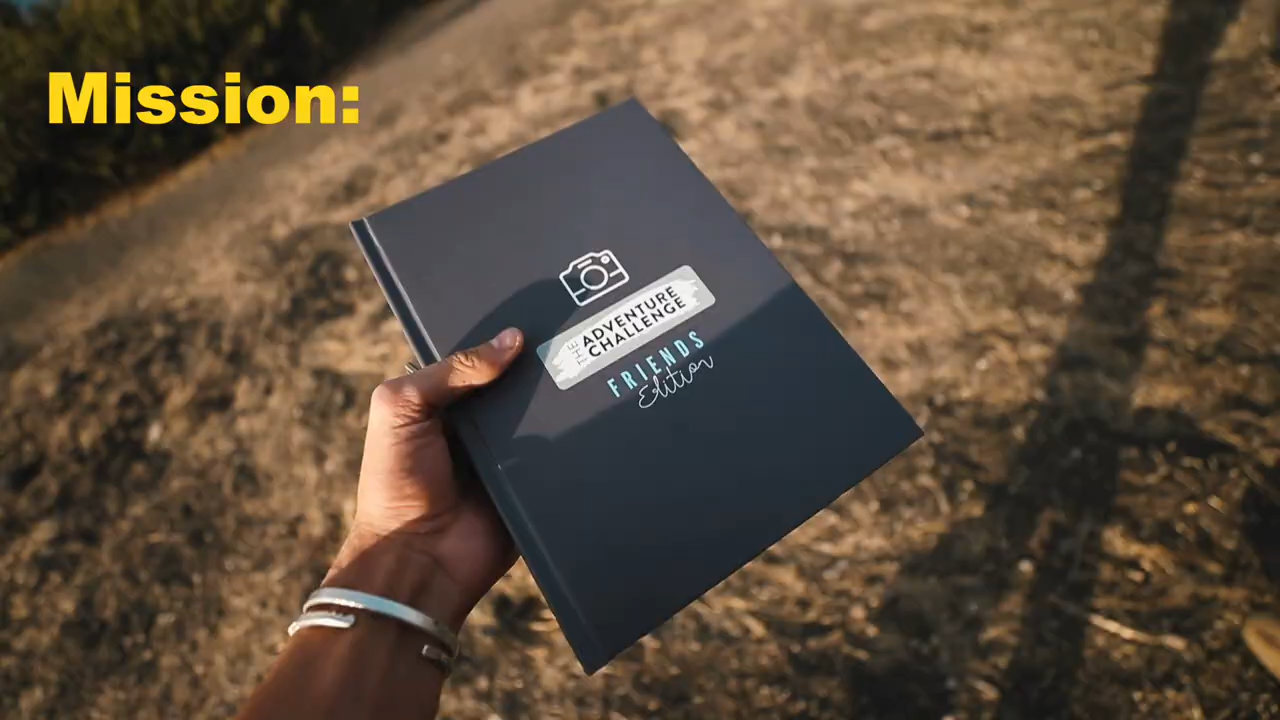 Mission:
THE
ADVENTURE
CHALLENGE
FRIENDS
Edition